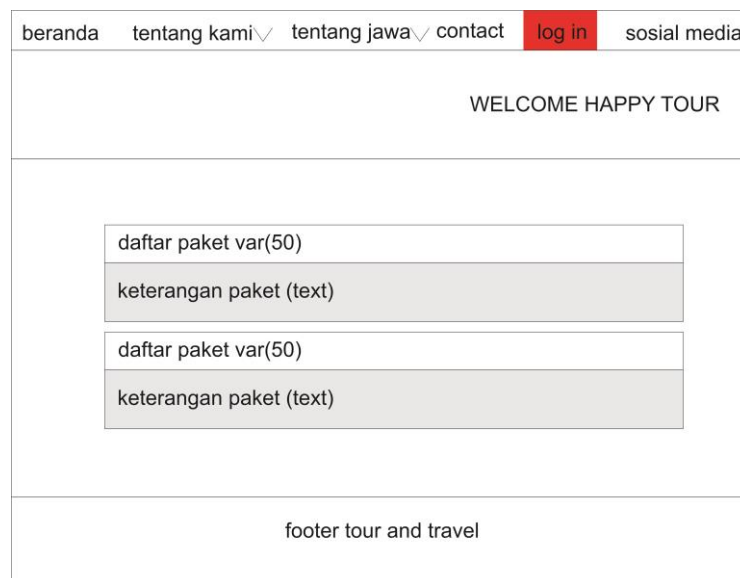 beranda tentang kami tentang jawa contact log in sosial media
WELCOME HAPPY TOUR
daftar paket var(50)
keterangan paket (text)
daftar paket var(50)
keterangan paket (text)
footer tour and travel